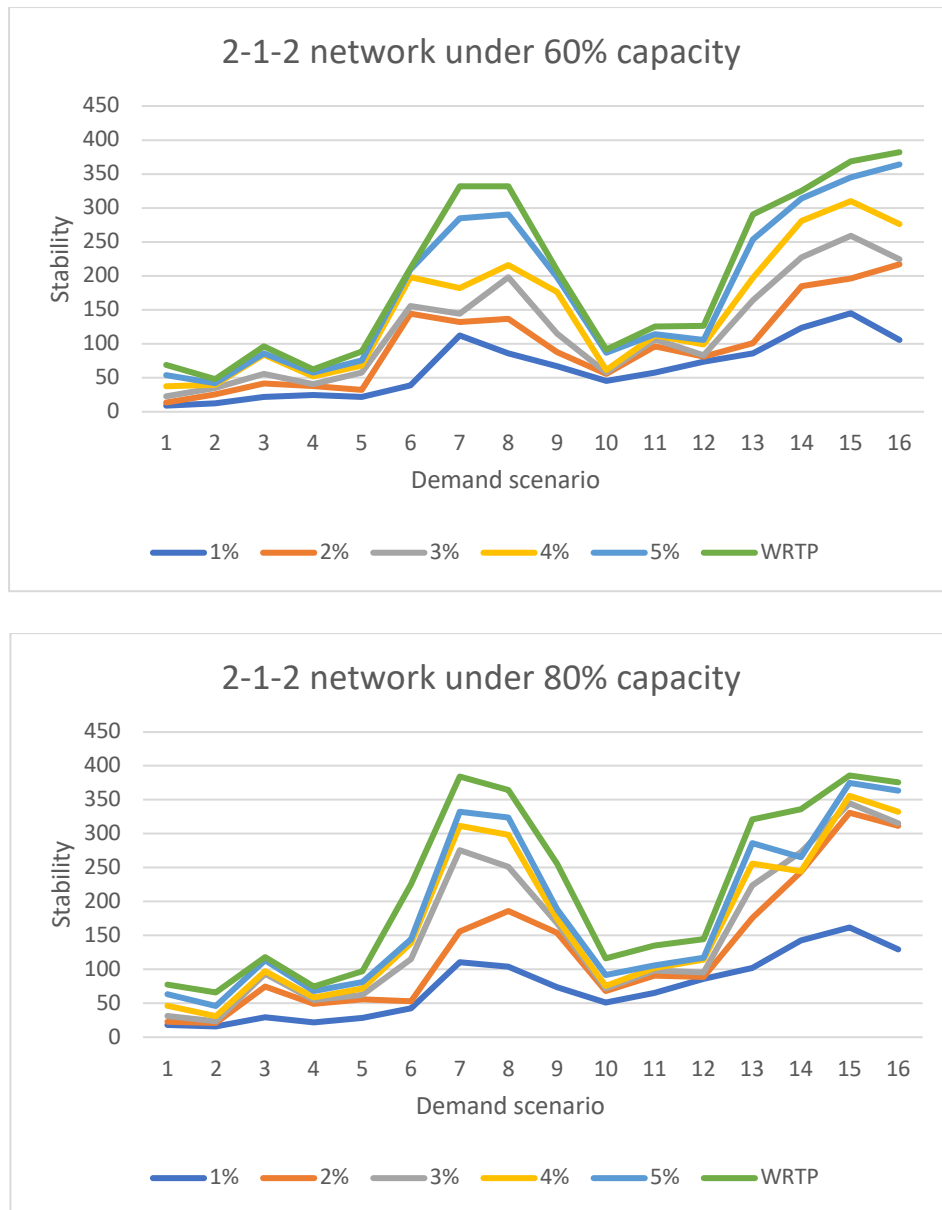 2-1-2 network under 60% capacity
450
400
350
300
250
200
150
100
50
0
Stability
1 2 3 4 5 6 7 8 9 10 11 12 13 14 15 16
Demand scenario
1% 2% 3% 4% 5% WRTP
2-1-2 network under 80% capacity
450
400
350
300
250
200
150
100
50
0
Stability
1 2 3 4 5 6 7 8 9 10 11 12 13 14 15 16
Demand scenario
1% 2% 3% 4% 5% WRTP